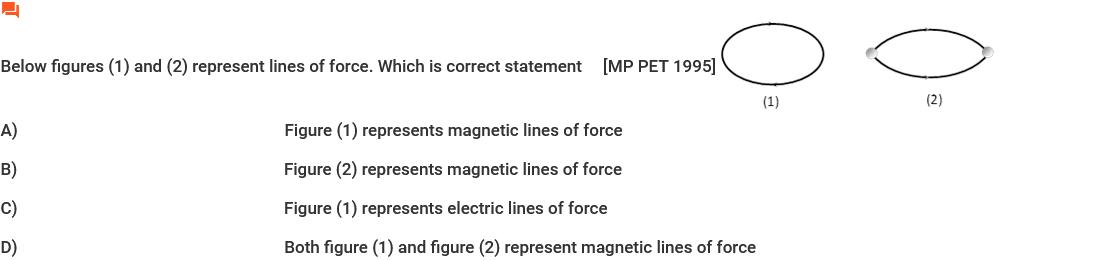 Below figures (1) and (2) represent lines of force. Which is correct statement [MP PET 1995]
(1)
(2)
A) Figure (1) represents magnetic lines of force
B) Figure (2) represents magnetic lines of force
C) Figure (1) represents electric lines of force
D) Both figure (1) and figure (2) represent magnetic lines of force